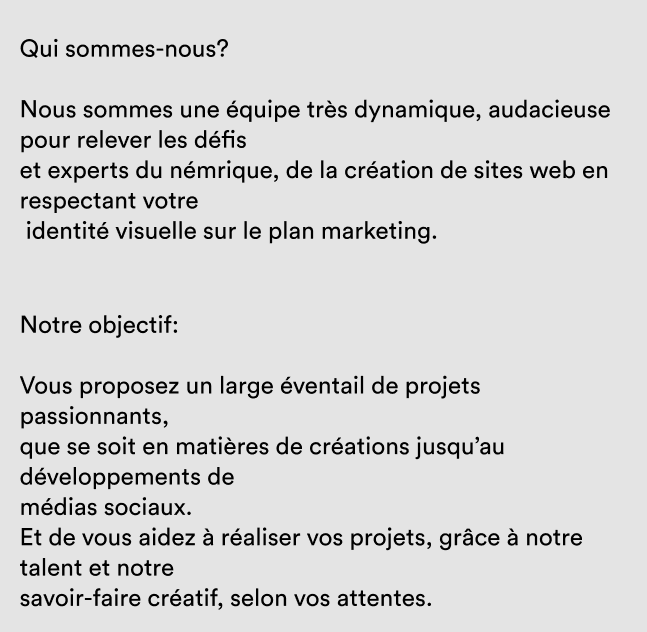 Qui sommes-nous?
Nous sommes une équipe très dynamique, audacieuse
pour relever les défis
et experts du némrique, de la création de sites web en
respectant votre
identité visuelle sur le plan marketing.
Notre objectif:
Vous proposez un large éventail de projets
passionnants,
que se soit en matières de créations jusqu’au
développements de
médias sociaux.
Et de vous aidez à réaliser vos projets, grâce à notre
talent et notre
savoir-faire créatif, selon vos attentes.